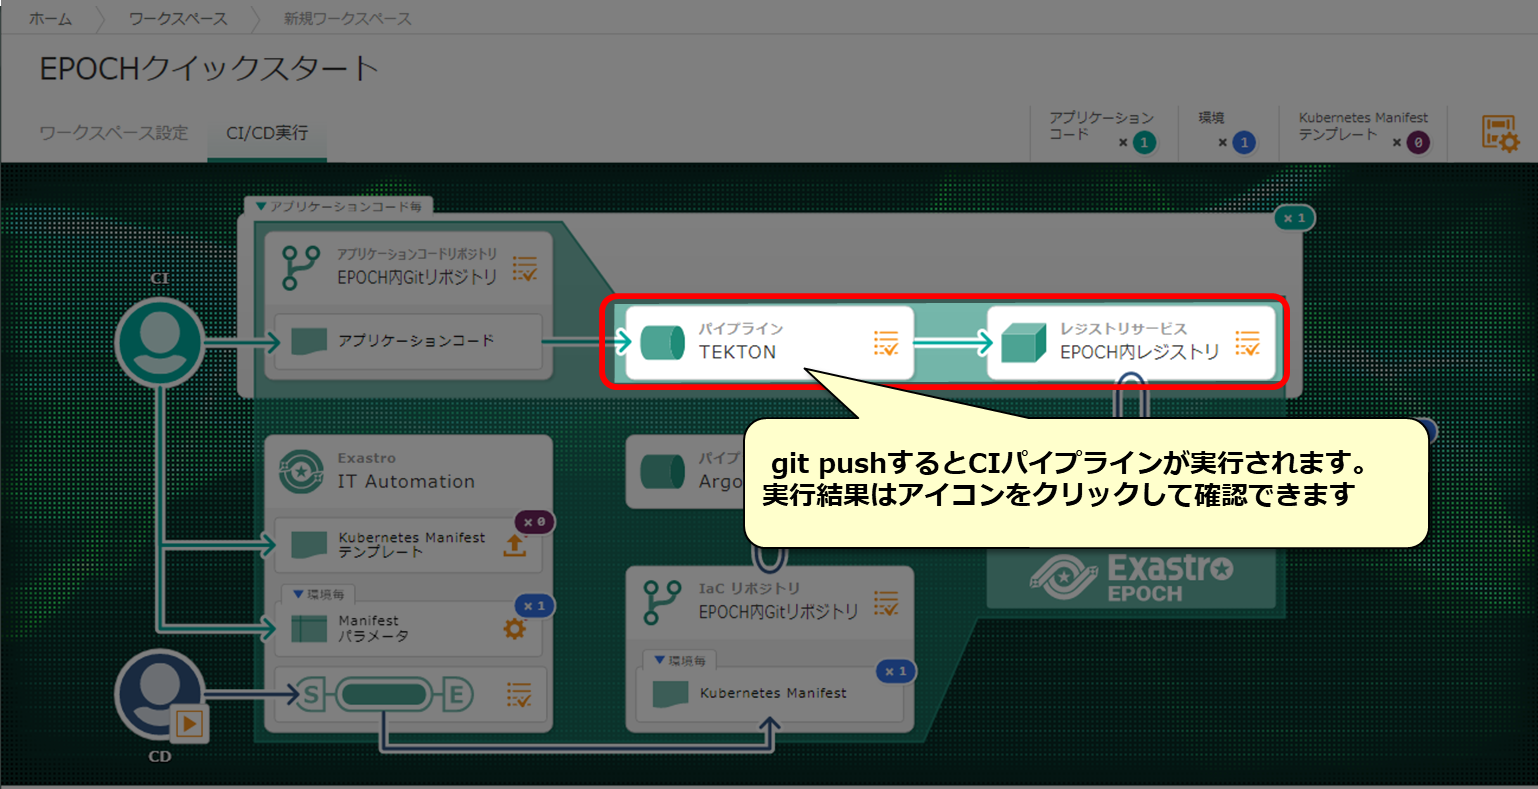 ホーム
ワークスペース
新規ワークスペース
EPOCHクイックスタート
ワークスペース設定
CI/CD実行
アプリケーション
コード
× 1
環境
× 1
Kubernetes Manifest
テンプレート
× 0
▼アプリケーションコード毎
× 1
アプリケーションコードリポジトリ
EPOCH内Gitリポジトリ
CI
アプリケーションコード
パイプライン
TEKTON
レジストリサービス
EPOCH内レジストリ
git pushするとCIパイプラインが実行されます。
実行結果はアイコンをクリックして確認できます
Exastro
IT Automation
パイプ
Argo
× 0
Kubernetes Manifest
テンプレート
▼環境毎
× 1
Manifest
パラメータ
S
E
CD
IaC リポジトリ
EPOCH内Gitリポジトリ
▼環境毎
× 1
Kubernetes Manifest
Exastro
EPOCH